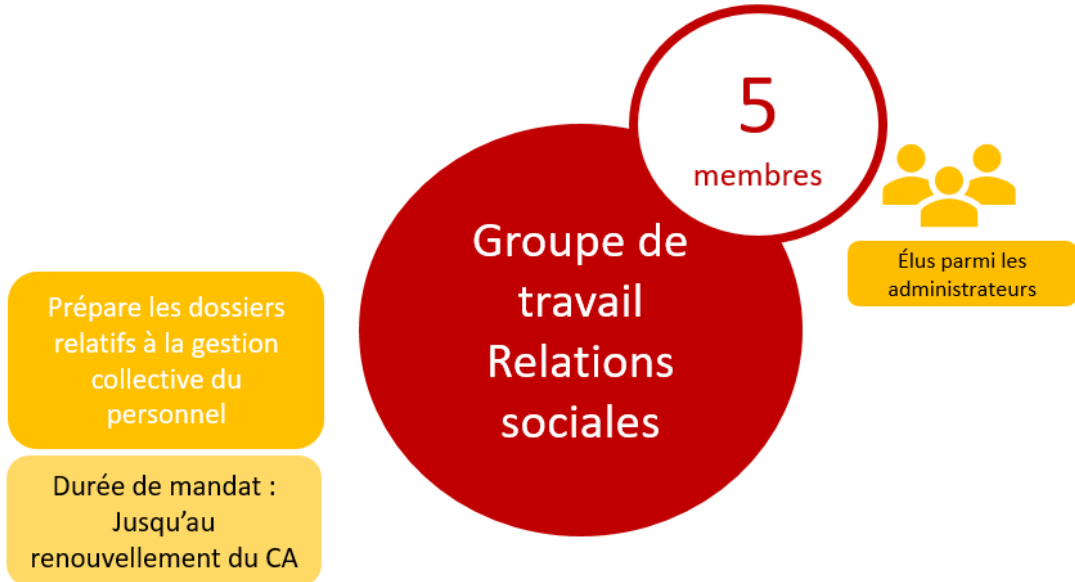 5
membres
Groupe de
travail
Relations
sociales
Élus parmi les
administrateurs
Prépare les dossiers
relatifs à la gestion
collective du
personnel
Durée de mandat :
Jusqu’au
renouvellement du CA